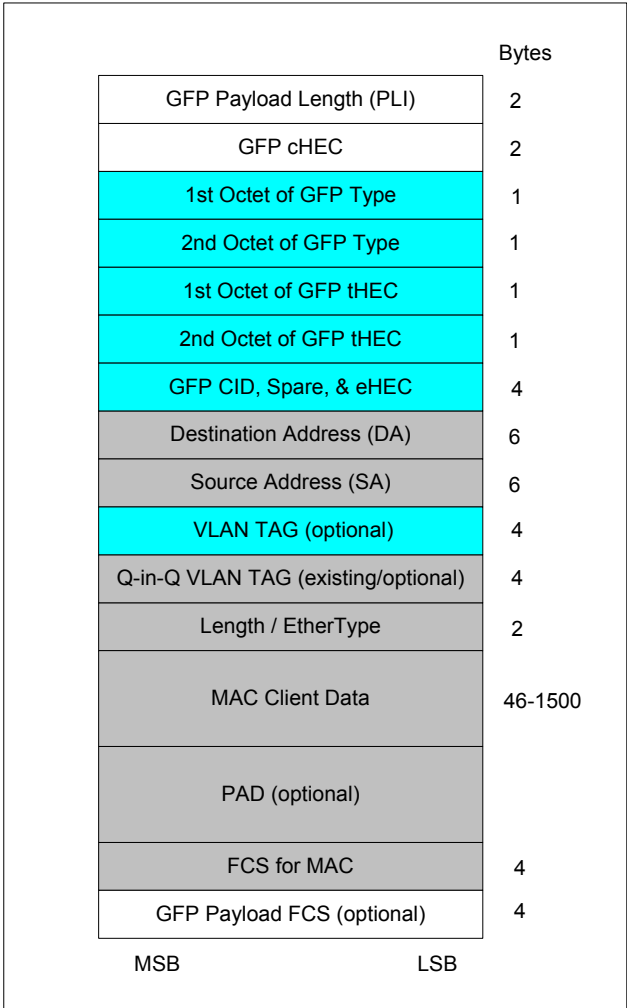 Bytes
GFP Payload Length (PLI) 2
GFP cHEC 2
1st Octet of GFP Type 1
2nd Octet of GFP Type 1
1st Octet of GFP tHEC 1
2nd Octet of GFP tHEC 1
GFP CID, Spare, & eHEC 4
Destination Address (DA) 6
Source Address (SA) 6
VLAN TAG (optional) 4
Q-in-Q VLAN TAG (existing/optional) 4
Length / EtherType 2
MAC Client Data 46-1500
PAD (optional)
FCS for MAC 4
GFP Payload FCS (optional) 4
MSB LSB